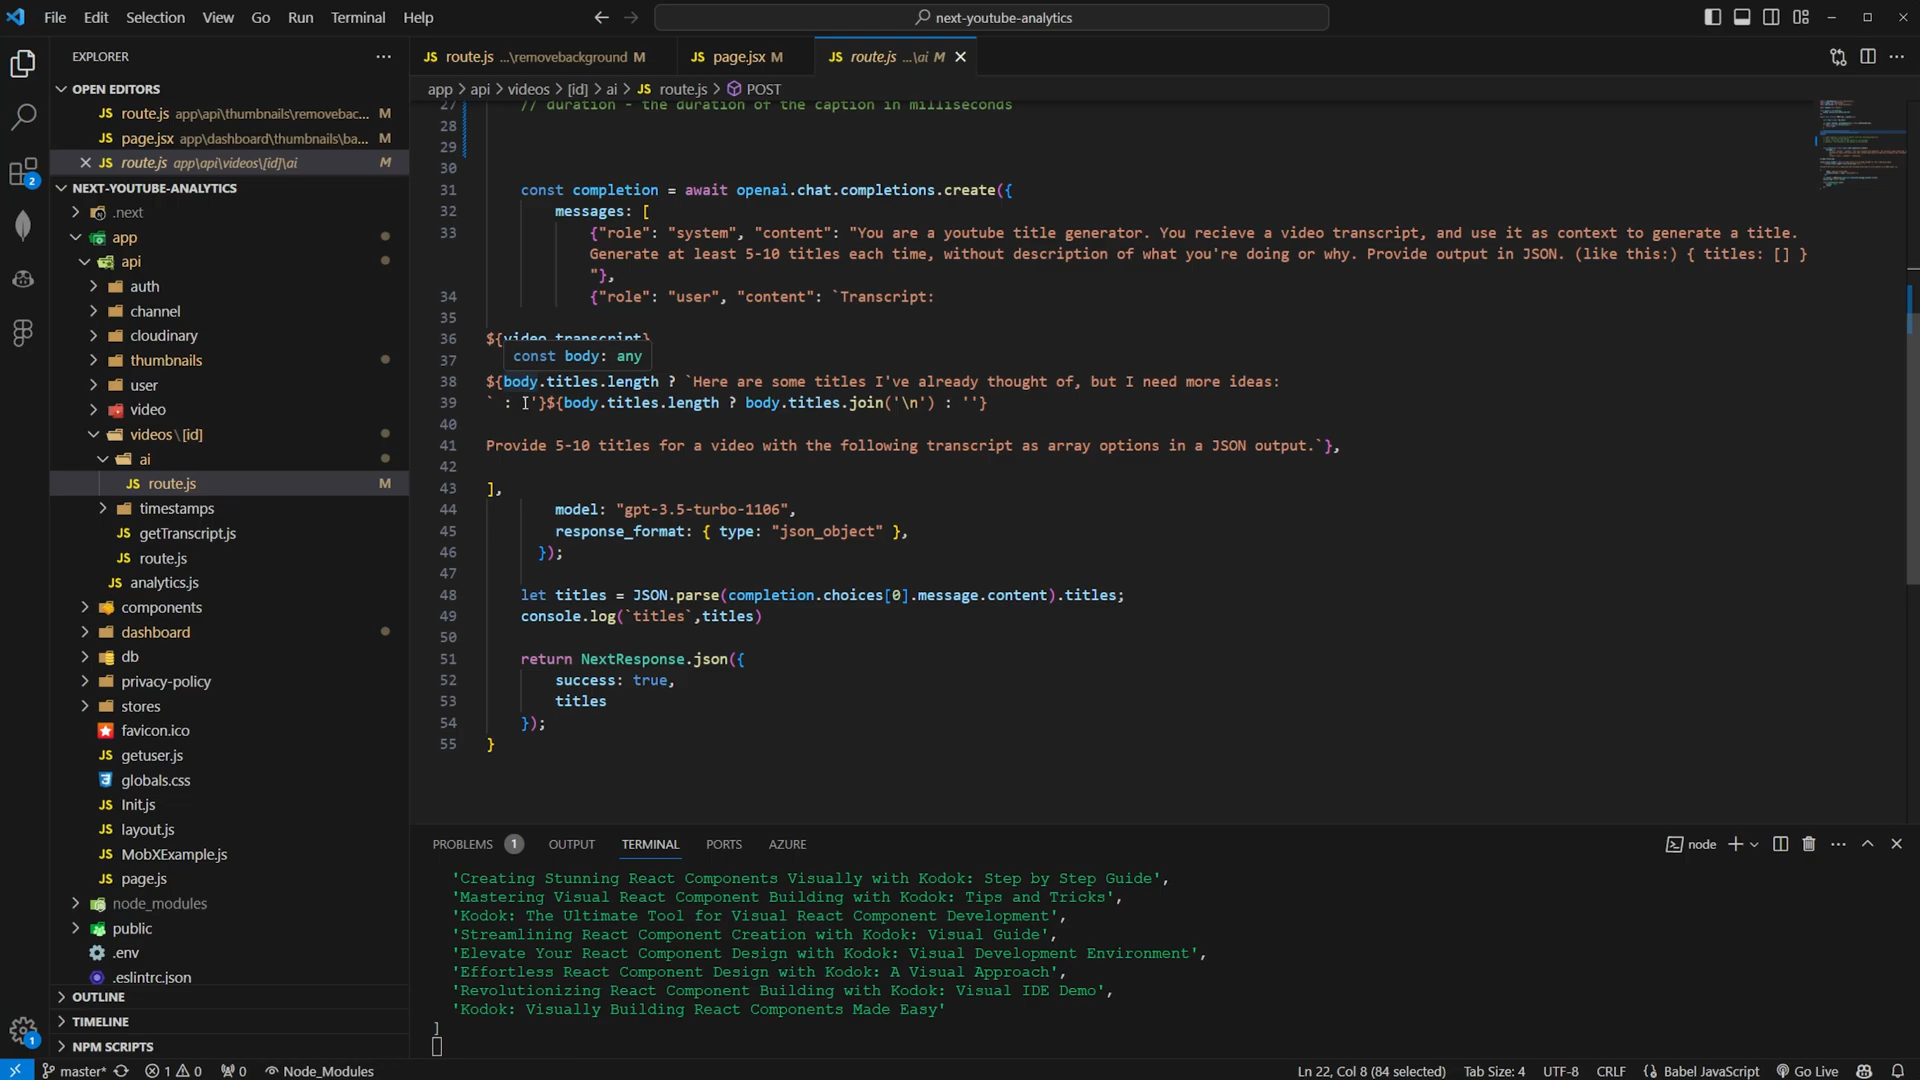 File Edit Selection View Go Run Terminal Help
next-youtube-analytics
EXPLORER
OPEN EDITORS
JS route.js app\api\thumbnails\removebac... M
JS page.jsx app\dashboard\thumbnails\ba... M
JS route.js app\api\videos\[id]\ai M
NEXT-YOUTUBE-ANALYTICS
.next
app
api
auth
channel
cloudinary
thumbnails
user
video
videos\[id]
ai
JS route.js M
timestamps
JS getTranscript.js
JS route.js
JS analytics.js
components
dashboard
db
privacy-policy
stores
favicon.ico
JS getuser.js
globals.css
JS Init.js
JS layout.js
JS MobXExample.js
JS page.js
node_modules
public
.env
.eslintrc.json
OUTLINE
TIMELINE
NPM SCRIPTS
2
1
JS route.js ...\removebackground M
JS page.jsx M
JS route.js ...\ai M
app > api > videos > [id] > ai > JS route.js > POST
27 // duration - the duration of the caption in milliseconds
28
29
30
31 const completion = await openai.chat.completions.create({
32 messages: [
33 {"role": "system", "content": "You are a youtube title generator. You recieve a video transcript, and use it as context to generate a title.
Generate at least 5-10 titles each time, without description of what you're doing or why. Provide output in JSON. (like this:) { titles: [] }
"},
34 {"role": "user", "content": `Transcript:
35
36 ${video.transcript}
const body: any
37
38 ${body.titles.length ? `Here are some titles I've already thought of, but I need more ideas:
39 ` : ''}${body.titles.length ? body.titles.join('\n') : ''}
40
41 Provide 5-10 titles for a video with the following transcript as array options in a JSON output.`},
42
43 ],
44 model: "gpt-3.5-turbo-1106",
45 response_format: { type: "json_object" },
46 });
47
48 let titles = JSON.parse(completion.choices[0].message.content).titles;
49 console.log(`titles`,titles)
50
51 return NextResponse.json({
52 success: true,
53 titles
54 });
55 }
PROBLEMS 1 OUTPUT TERMINAL PORTS AZURE
node
'Creating Stunning React Components Visually with Kodok: Step by Step Guide',
'Mastering Visual React Component Building with Kodok: Tips and Tricks',
'Kodok: The Ultimate Tool for Visual React Component Development',
'Streamlining React Component Creation with Kodok: Visual Guide',
'Elevate Your React Component Design with Kodok: Visual Development Environment',
'Effortless React Component Design with Kodok: A Visual Approach',
'Revolutionizing React Component Building with Kodok: Visual IDE Demo',
'Kodok: Visually Building React Components Made Easy'
]
master* 1 0 0 Node_Modules
Ln 22, Col 8 (84 selected) Tab Size: 4 UTF-8 CRLF {} Babel JavaScript Go Live